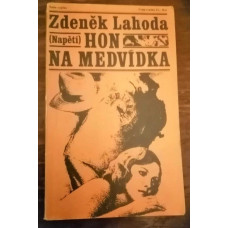 Zdeněk Lahoda
(Napětí) HON
NA MEDVÍDKA